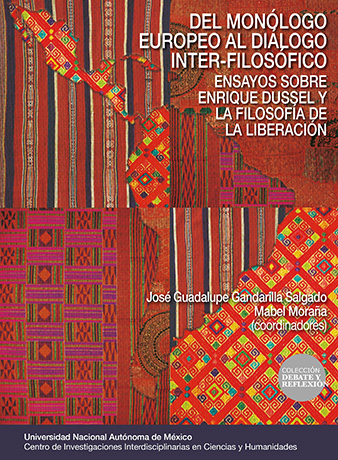 DEL MONÓLOGO
EUROPEO AL DIÁLOGO
INTER-FILOSÓFICO
ENSAYOS SOBRE
ENRIQUE DUSSEL Y
LA FILOSOFÍA DE
LA LIBERACIÓN
José Guadalupe Gandarilla Salgado
Mabel Moraña
(coordinadores)
COLECCIÓN
DEBATE Y
REFLEXIÓN
Universidad Nacional Autónoma de México
Centro de Investigaciones Interdisciplinarias en Ciencias y Humanidades